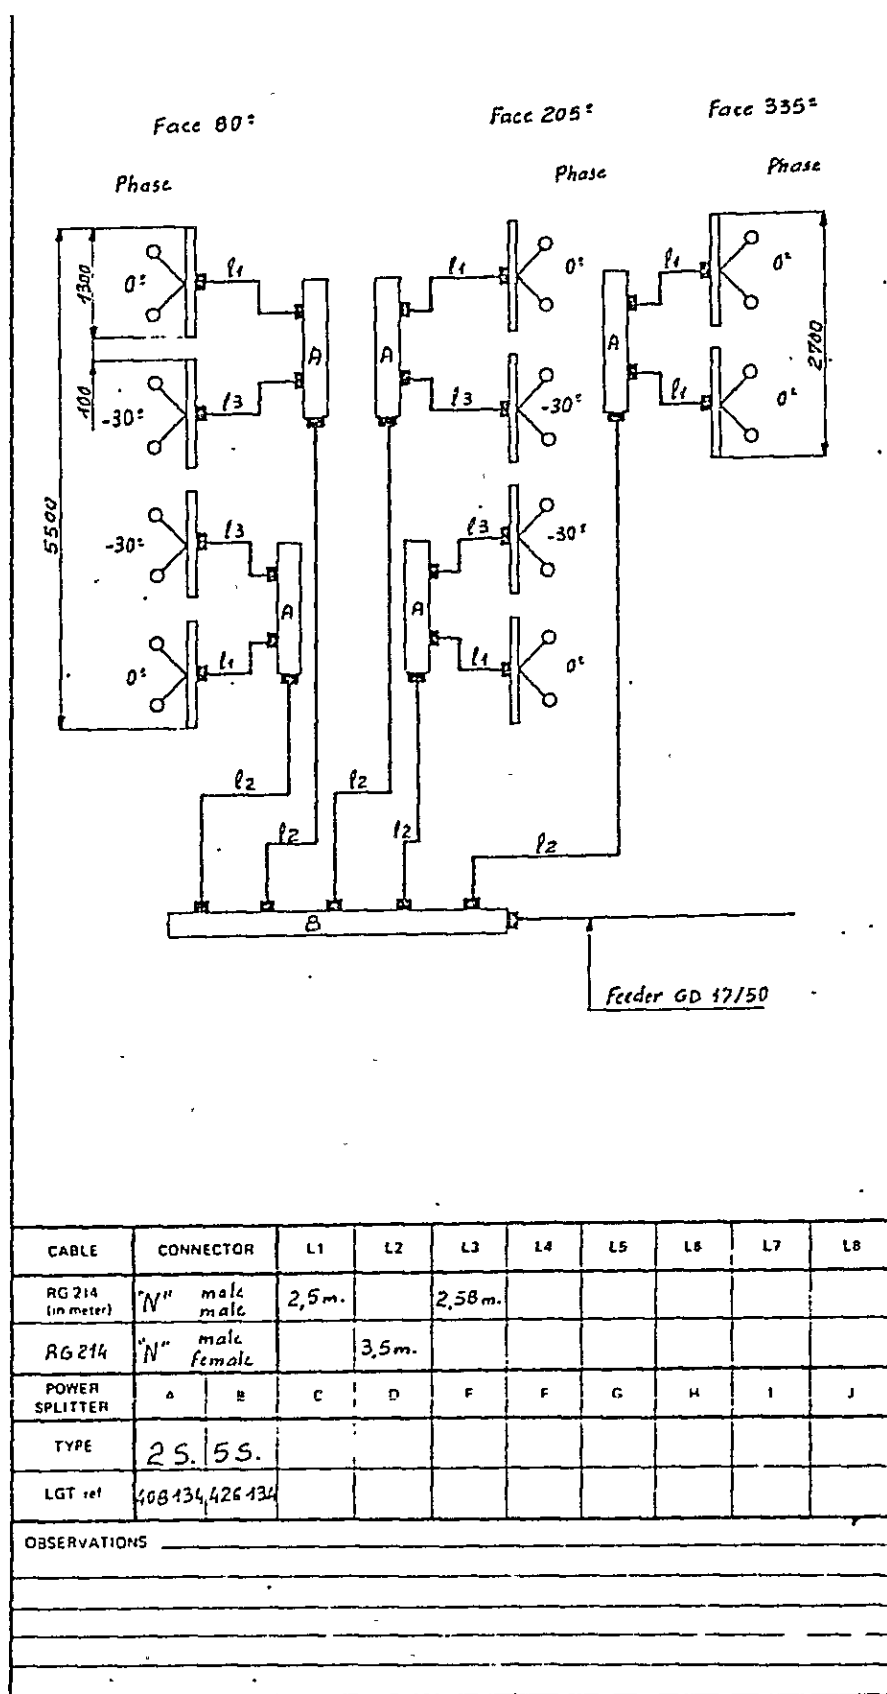 Face 80°
Face 205°
Face 335°
Phase
Phase
Phase
1300
100
5500
0°
l1
-30°
l3
A
-30°
l3
A
0°
l1
A
l1
0°
l3
-30°
A
l3
-30°
l1
0°
A
l1
0°
l1
0°
2700
l2
l2
l2
l2
l2
B
Feeder GD 17/50
CABLE CONNECTOR L1 L2 L3 L4 L5 L6 L7 L8
RG 214 (in meter) "N" male male 2,5 m. 2,58 m.
RG 214 "N" male female 3,5 m.
POWER SPLITTER A B C D E F G H I J
TYPE 2 S. 5 S.
LGT ref 408 134 426 134
OBSERVATIONS